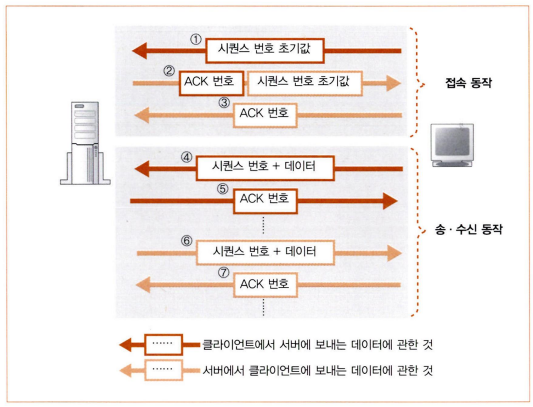 ① 시퀀스 번호 초기값
② ACK 번호 시퀀스 번호 초기값
③ ACK 번호
접속 동작
④ 시퀀스 번호 + 데이터
⑤ ACK 번호
⑥ 시퀀스 번호 + 데이터
⑦ ACK 번호
송 · 수신 동작
…… 클라이언트에서 서버에 보내는 데이터에 관한 것
…… 서버에서 클라이언트에 보내는 데이터에 관한 것